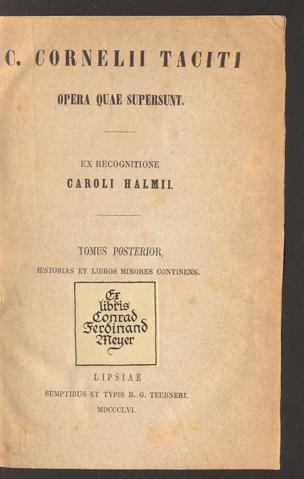 C. CORNELII TACITI
OPERA QUAE SUPERSUNT.
EX RECOGNITIONE
CAROLI HALMII.
TOMUS POSTERIOR,
HISTORIAS ET LIBROS MINORES CONTINENS.
Ex
libris
Conrad
Ferdinand
Meyer
LIPSIAE
SUMPTIBUS ET TYPIS B. G. TEUBNERI.
MDCCCLVI.